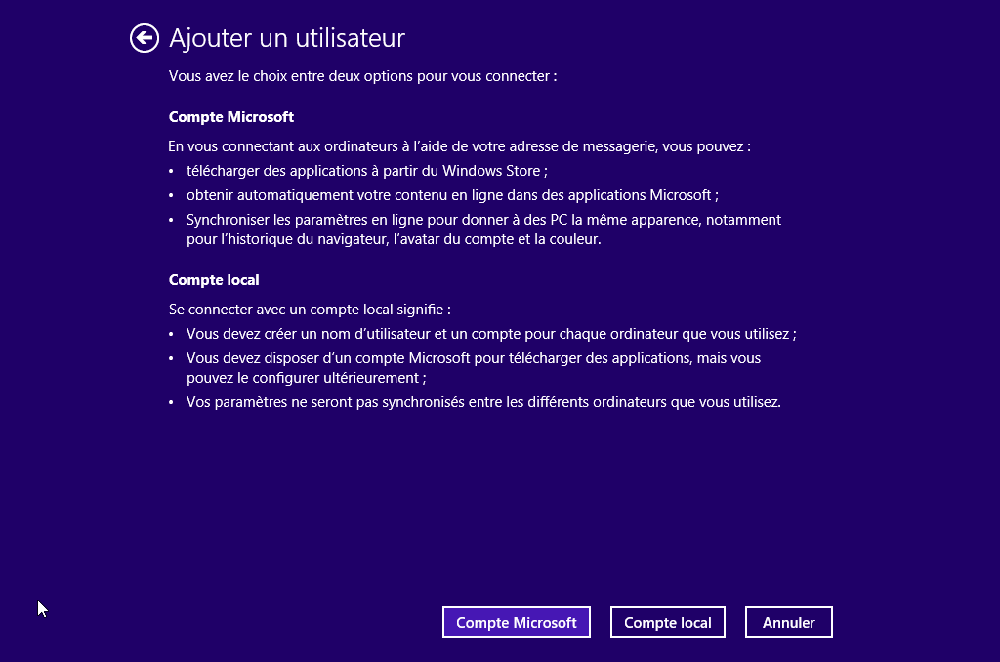 Ajouter un utilisateur
Vous avez le choix entre deux options pour vous connecter :
Compte Microsoft
En vous connectant aux ordinateurs à l'aide de votre adresse de messagerie, vous pouvez :
• télécharger des applications à partir du Windows Store ;
• obtenir automatiquement votre contenu en ligne dans des applications Microsoft ;
• Synchroniser les paramètres en ligne pour donner à des PC la même apparence, notamment
pour l'historique du navigateur, l'avatar du compte et la couleur.
Compte local
Se connecter avec un compte local signifie :
• Vous devez créer un nom d'utilisateur et un compte pour chaque ordinateur que vous utilisez ;
• Vous devez disposer d'un compte Microsoft pour télécharger des applications, mais vous
pouvez le configurer ultérieurement ;
• Vos paramètres ne seront pas synchronisés entre les différents ordinateurs que vous utilisez.
Compte Microsoft Compte local Annuler